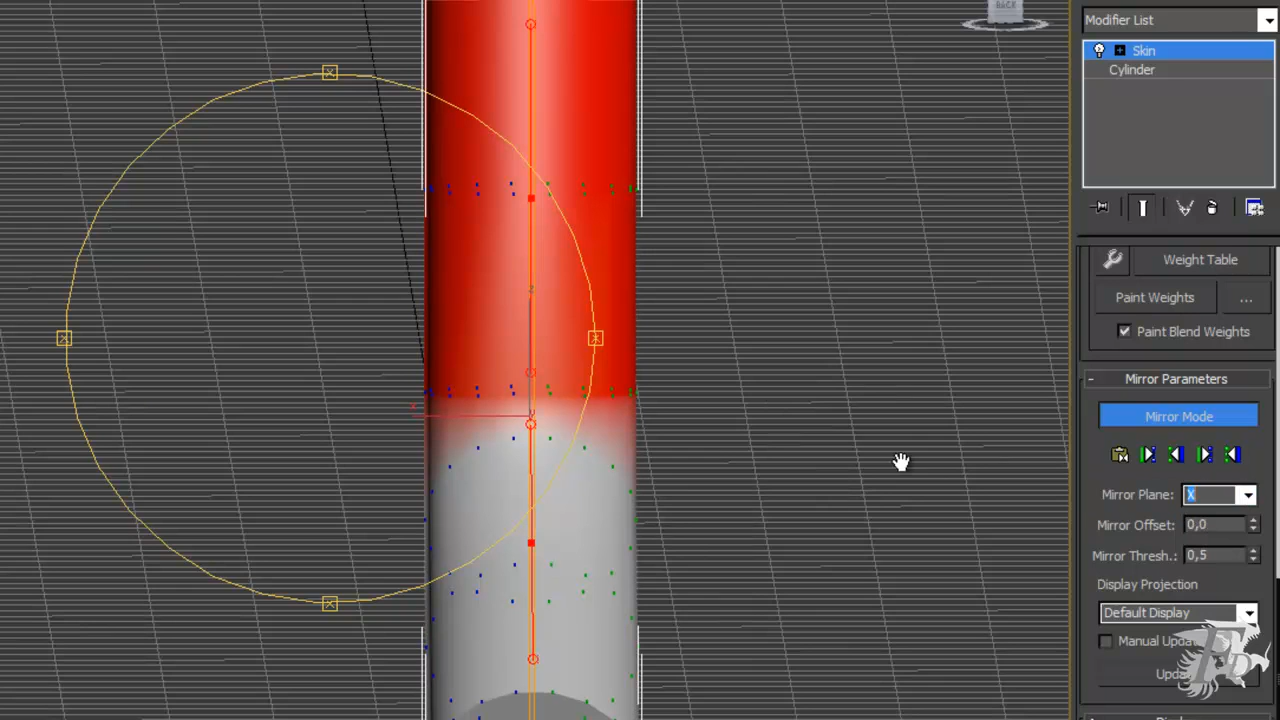 BACK
Modifier List
Skin
Cylinder
Weight Table
Paint Weights
...
Paint Blend Weights
Mirror Parameters
Mirror Mode
Mirror Plane: X
Mirror Offset: 0,0
Mirror Thresh.: 0,5
Display Projection
Default Display
Manual
z
x